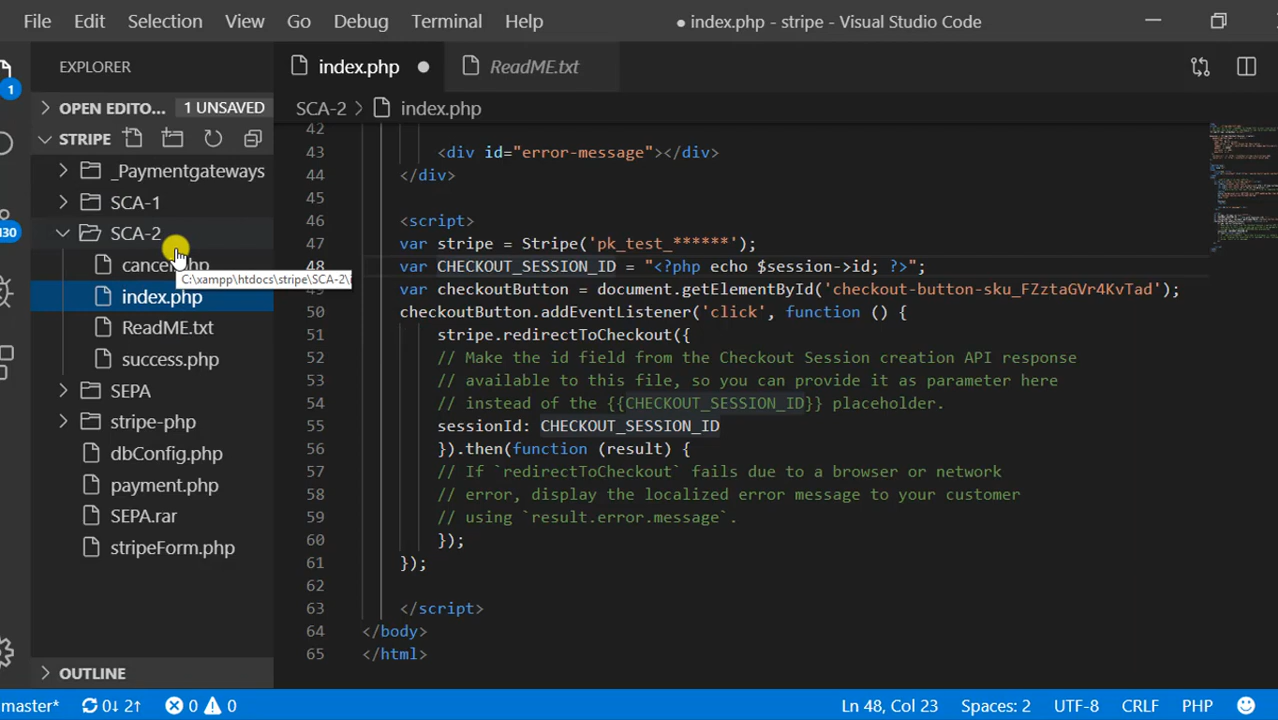 File Edit Selection View Go Debug Terminal Help ● index.php - stripe - Visual Studio Code
EXPLORER
index.php ReadME.txt
OPEN EDITO... 1 UNSAVED
SCA-2 > index.php
1
STRIPE
_Paymentgateways
SCA-1
SCA-2
30
C:\xampp\htdocs\stripe\SCA-2\
index.php
ReadME.txt
success.php
SEPA
stripe-php
dbConfig.php
payment.php
SEPA.rar
stripeForm.php
OUTLINE
42
43 <div id="error-message"></div>
44 </div>
45
46 <script>
47 var stripe = Stripe('pk_test_******');
48 var CHECKOUT_SESSION_ID = "<?php echo $session->id; ?>";
49 var checkoutButton = document.getElementById('checkout-button-sku_FZztaGVr4KvTad');
50 checkoutButton.addEventListener('click', function () {
51 stripe.redirectToCheckout({
52 // Make the id field from the Checkout Session creation API response
53 // available to this file, so you can provide it as parameter here
54 // instead of the {{CHECKOUT_SESSION_ID}} placeholder.
55 sessionId: CHECKOUT_SESSION_ID
56 }).then(function (result) {
57 // If `redirectToCheckout` fails due to a browser or network
58 // error, display the localized error message to your customer
59 // using `result.error.message`.
60 });
61 });
62
63 </script>
64 </body>
65 </html>
master* 0↓ 2↑ 0 0 Ln 48, Col 23 Spaces: 2 UTF-8 CRLF PHP